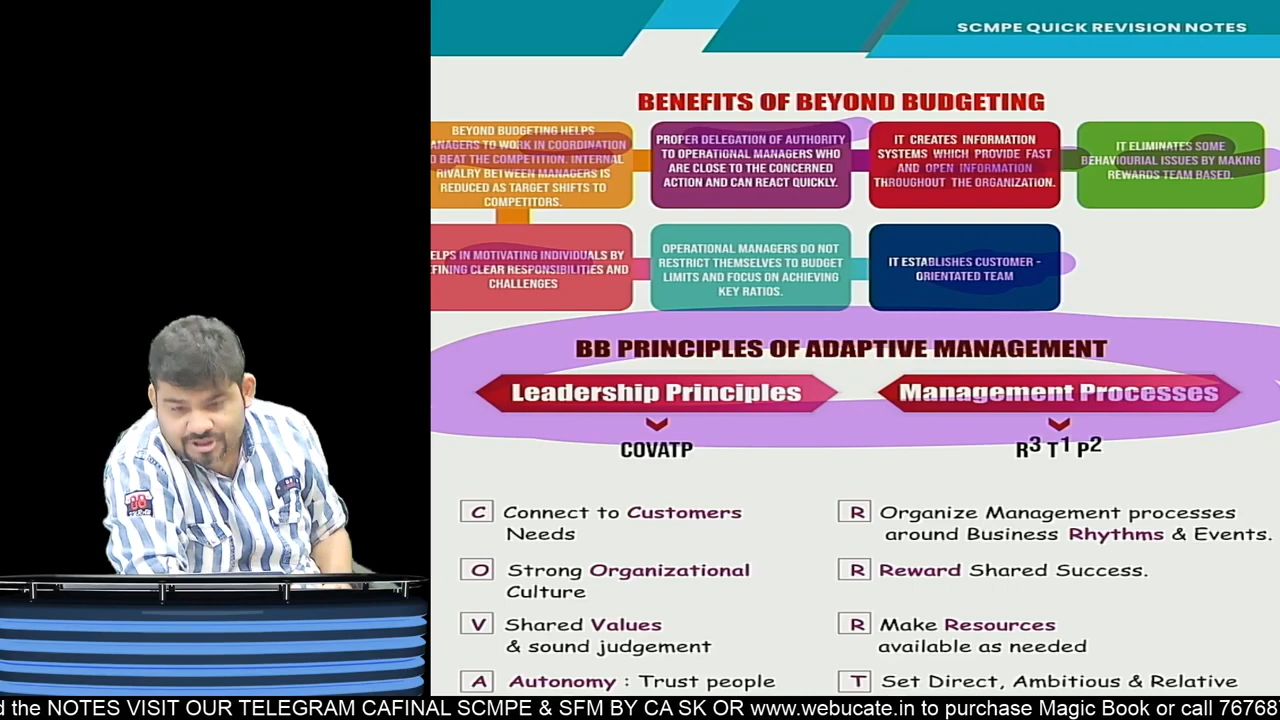 SCMPE QUICK REVISION NOTES
BENEFITS OF BEYOND BUDGETING
BEYOND BUDGETING HELPS
TO WORK IN COORDINATION
BEAT THE COMPETITION. INTERNAL
RIVALRY BETWEEN MANAGERS IS
REDUCED AS TARGET SHIFTS TO
COMPETITORS.
PROPER DELEGATION OF AUTHORITY
TO OPERATIONAL MANAGERS WHO
ARE CLOSE TO THE CONCERNED
ACTION AND CAN REACT QUICKLY.
IT CREATES INFORMATION
SYSTEMS WHICH PROVIDE FAST
AND OPEN INFORMATION
THROUGHOUT THE ORGANIZATION.
IT ELIMINATES SOME
BEHAVIOURIAL ISSUES BY MAKING
REWARDS TEAM BASED.
IN MOTIVATING INDIVIDUALS BY
CLEAR RESPONSIBILITIES AND
CHALLENGES
OPERATIONAL MANAGERS DO NOT
RESTRICT THEMSELVES TO BUDGET
LIMITS AND FOCUS ON ACHIEVING
KEY RATIOS.
IT ESTABLISHES CUSTOMER -
ORIENTATED TEAM
BB PRINCIPLES OF ADAPTIVE MANAGEMENT
Leadership Principles
COVATP
C Connect to Customers
Needs
O Strong Organizational
Culture
V Shared Values
& sound judgement
A Autonomy : Trust people
Management Processes
R3 T1 P2
R Organize Management processes
around Business Rhythms & Events.
R Reward Shared Success.
R Make Resources
available as needed
T Set Direct, Ambitious & Relative
the NOTES VISIT OUR TELEGRAM CAFINAL SCMPE & SFM BY CA SK OR www.webucate.in to purchase Magic Book or call 76768